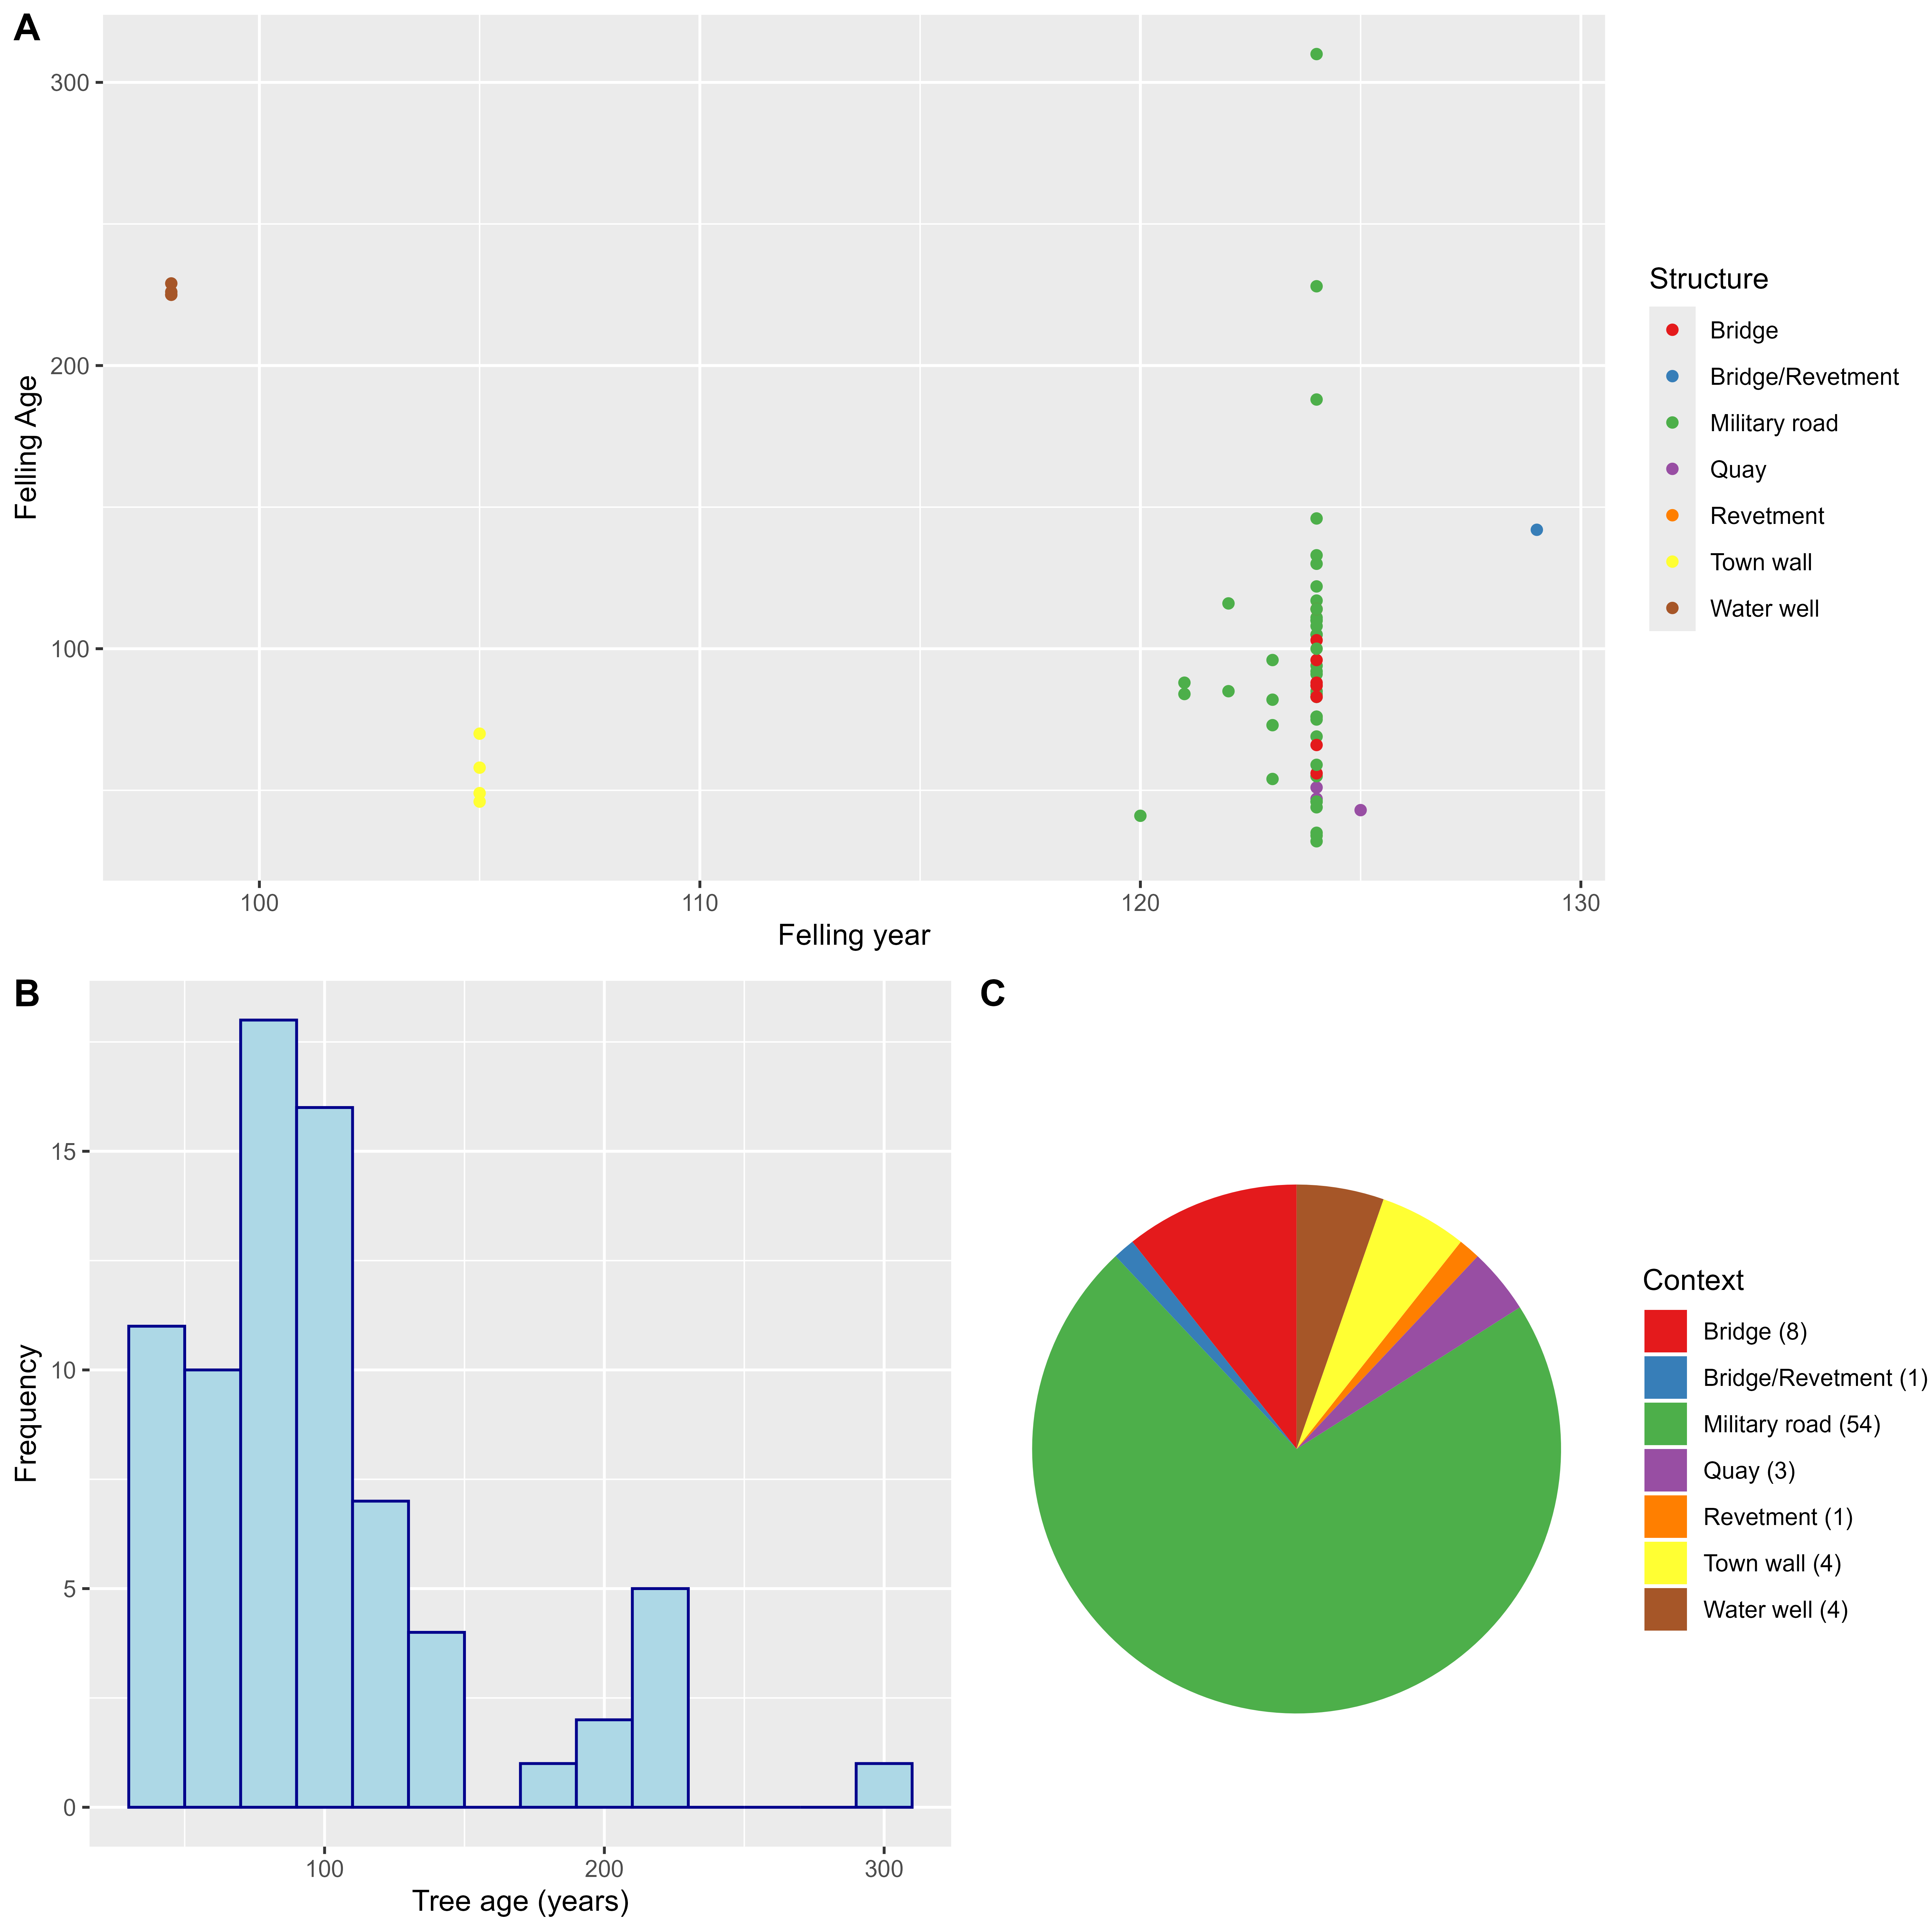 A
300
200
100
Felling Age
100
110
120
130
Felling year
Structure
Bridge
Bridge/Revetment
Military road
Quay
Revetment
Town wall
Water well
B
15
10
5
0
Frequency
100
200
300
Tree age (years)
C
Context
Bridge (8)
Bridge/Revetment (1)
Military road (54)
Quay (3)
Revetment (1)
Town wall (4)
Water well (4)